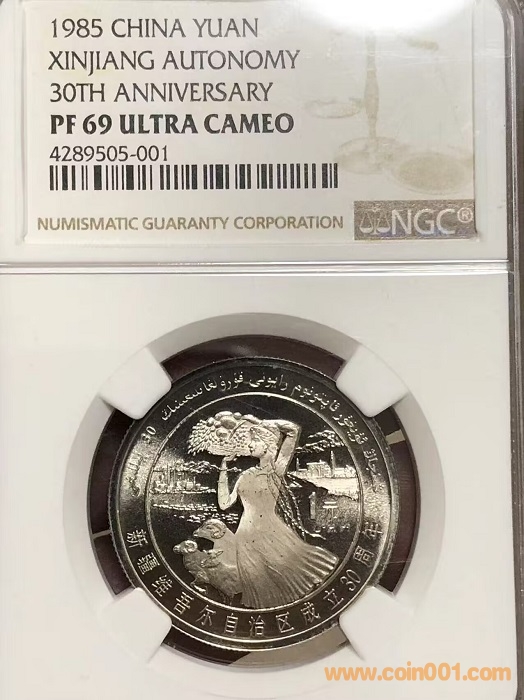 1985 CHINA YUAN
XINJIANG AUTONOMY
30TH ANNIVERSARY
PF 69 ULTRA CAMEO
4289505-001
NUMISMATIC GUARANTY CORPORATION
NGC®
30
新疆维吾尔自治区成立30周年
www.coin001.com